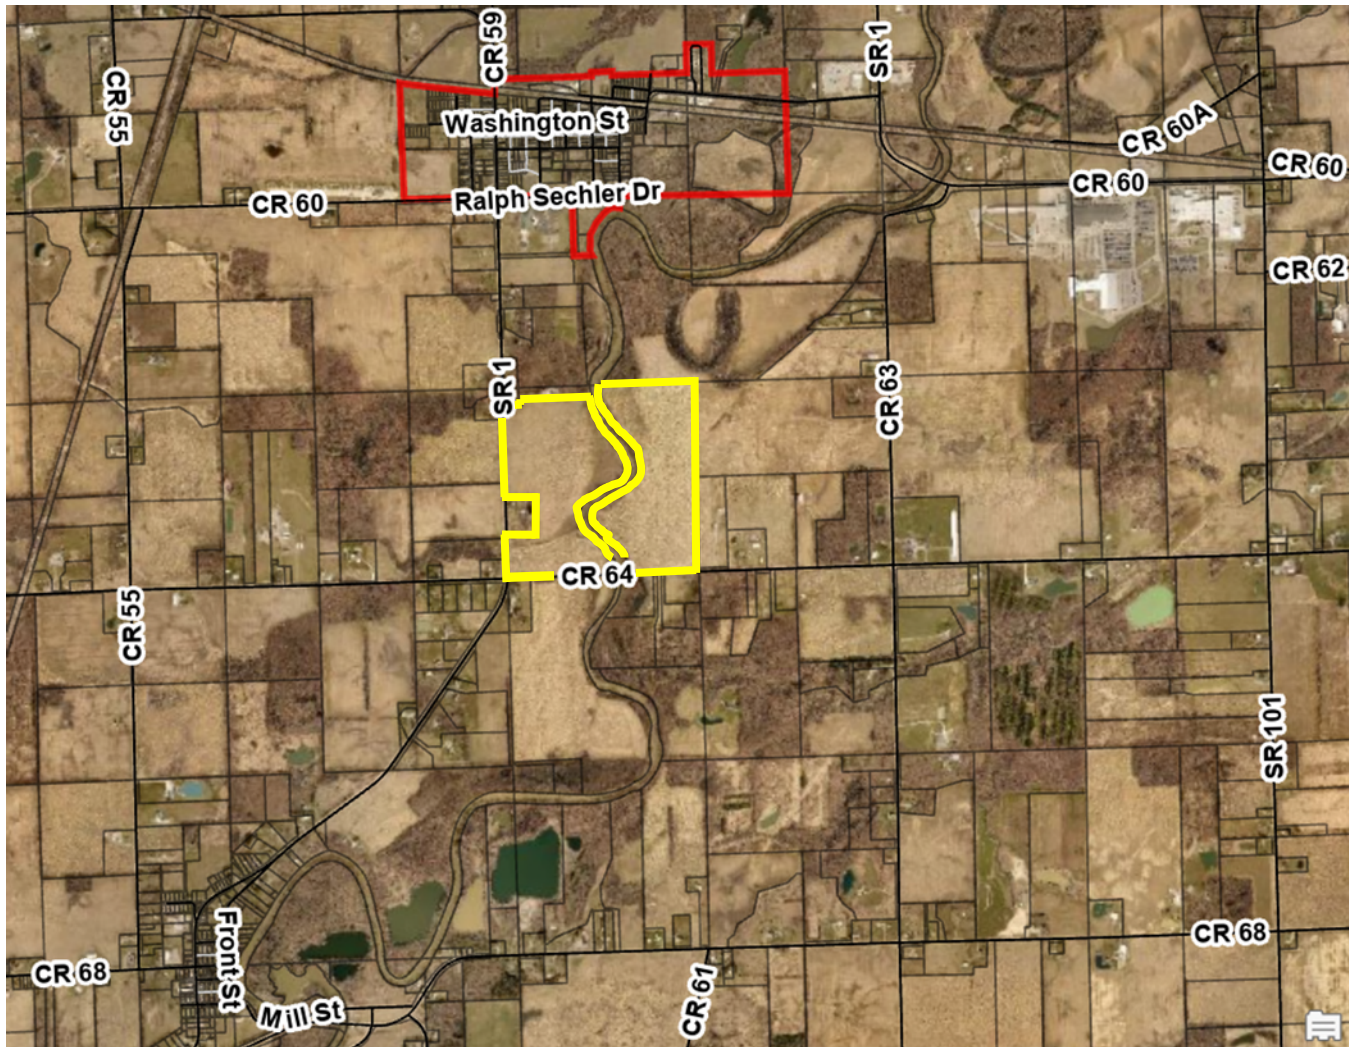 CR 59
SR 1
CR 55
Washington St
CR 60A
CR 60
CR 60
Ralph Sechler Dr
CR 60
CR 62
SR 1
CR 63
CR 64
CR 55
SR 101
Front St
CR 68
CR 68
CR 61
Mill St